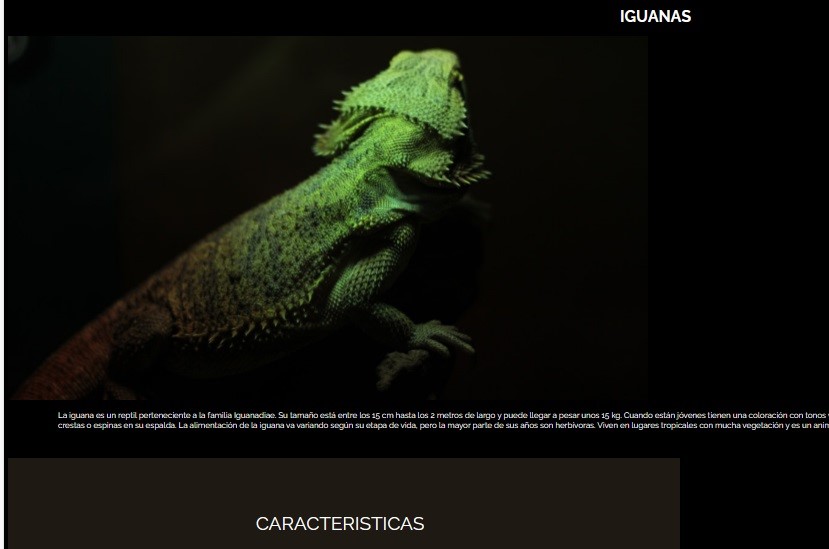 IGUANAS
La iguana es un reptil perteneciente a la familia Iguanadiae. Su tamaño está entre los 15 cm hasta los 2 metros de largo y puede llegar a pesar unos 15 kg. Cuando están jóvenes tienen una coloración con tonos
crestas o espinas en su espalda. La alimentación de la iguana va variando según su etapa de vida, pero la mayor parte de sus años son herbívoras. Viven en lugares tropicales con mucha vegetación y es un
CARACTERISTICAS